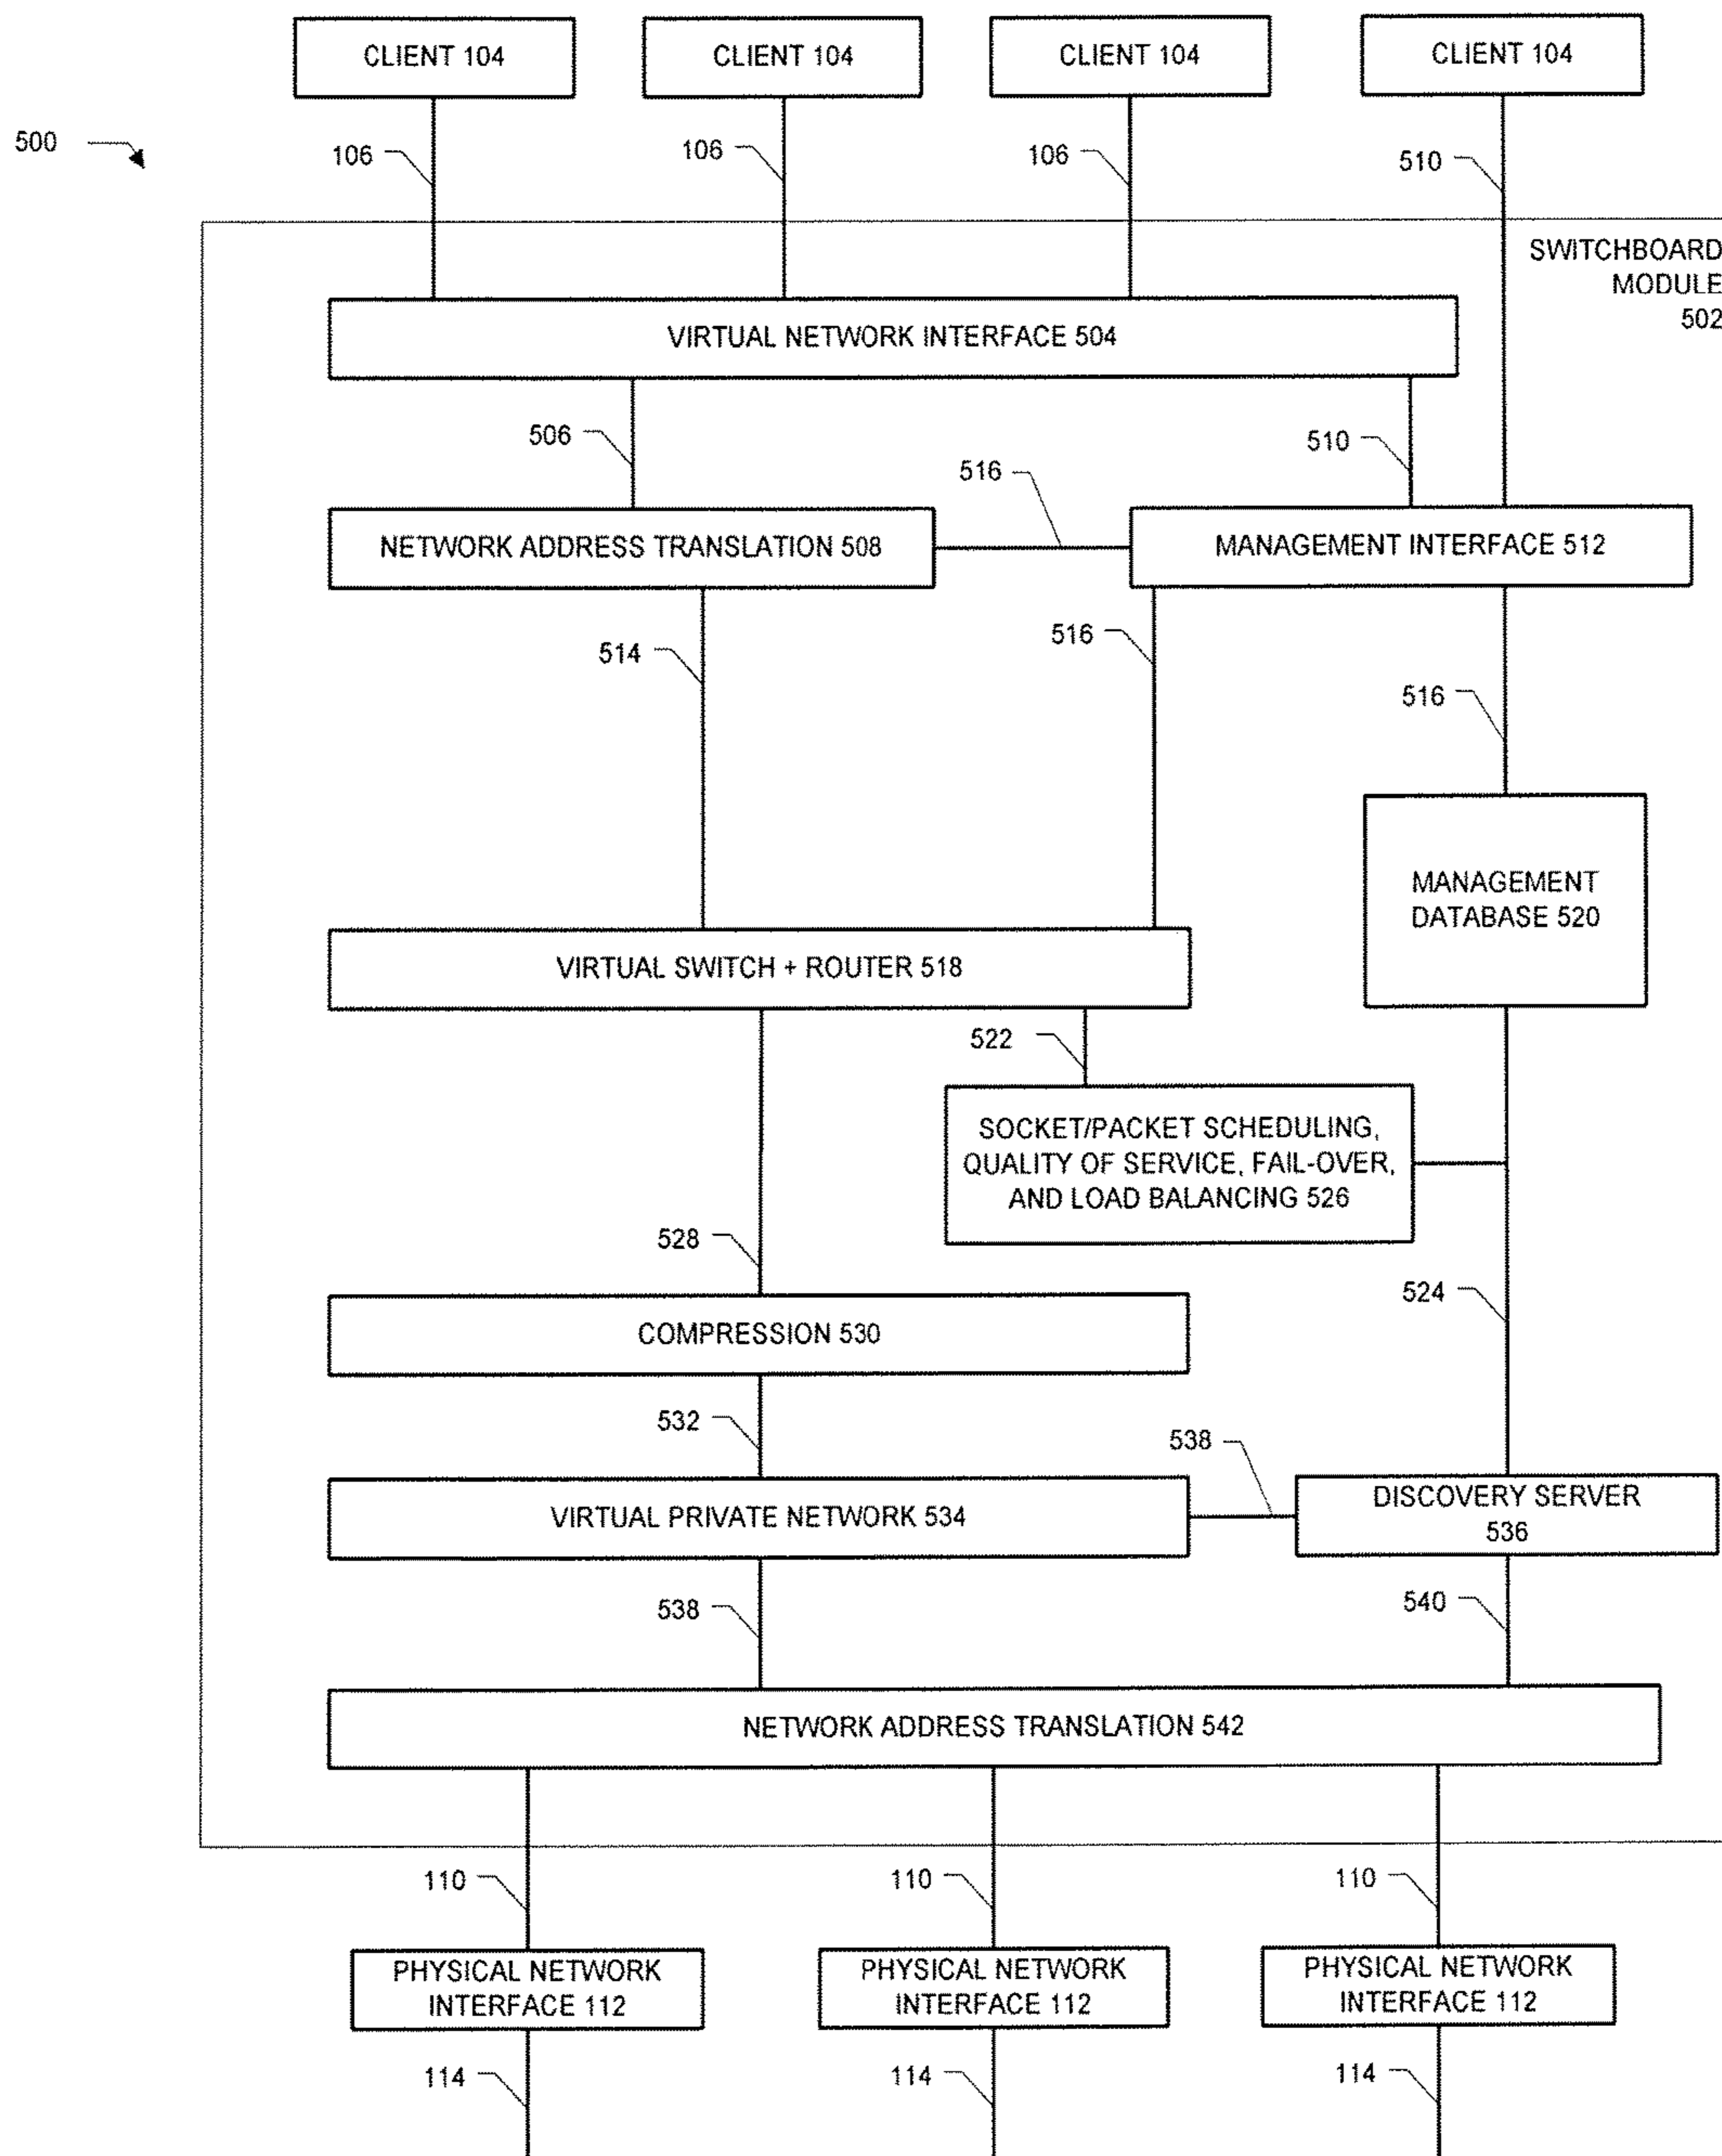 CLIENT 104
CLIENT 104
CLIENT 104
CLIENT 104
500
106
106
106
510
SWITCHBOARD
MODULE
502
VIRTUAL NETWORK INTERFACE 504
506
510
516
NETWORK ADDRESS TRANSLATION 508
MANAGEMENT INTERFACE 512
514
516
516
MANAGEMENT
DATABASE 520
VIRTUAL SWITCH + ROUTER 518
522
SOCKET/PACKET SCHEDULING,
QUALITY OF SERVICE, FAIL-OVER,
AND LOAD BALANCING 526
528
524
COMPRESSION 530
532
538
VIRTUAL PRIVATE NETWORK 534
DISCOVERY SERVER
536
538
540
NETWORK ADDRESS TRANSLATION 542
110
110
110
PHYSICAL NETWORK
INTERFACE 112
PHYSICAL NETWORK
INTERFACE 112
PHYSICAL NETWORK
INTERFACE 112
114
114
114